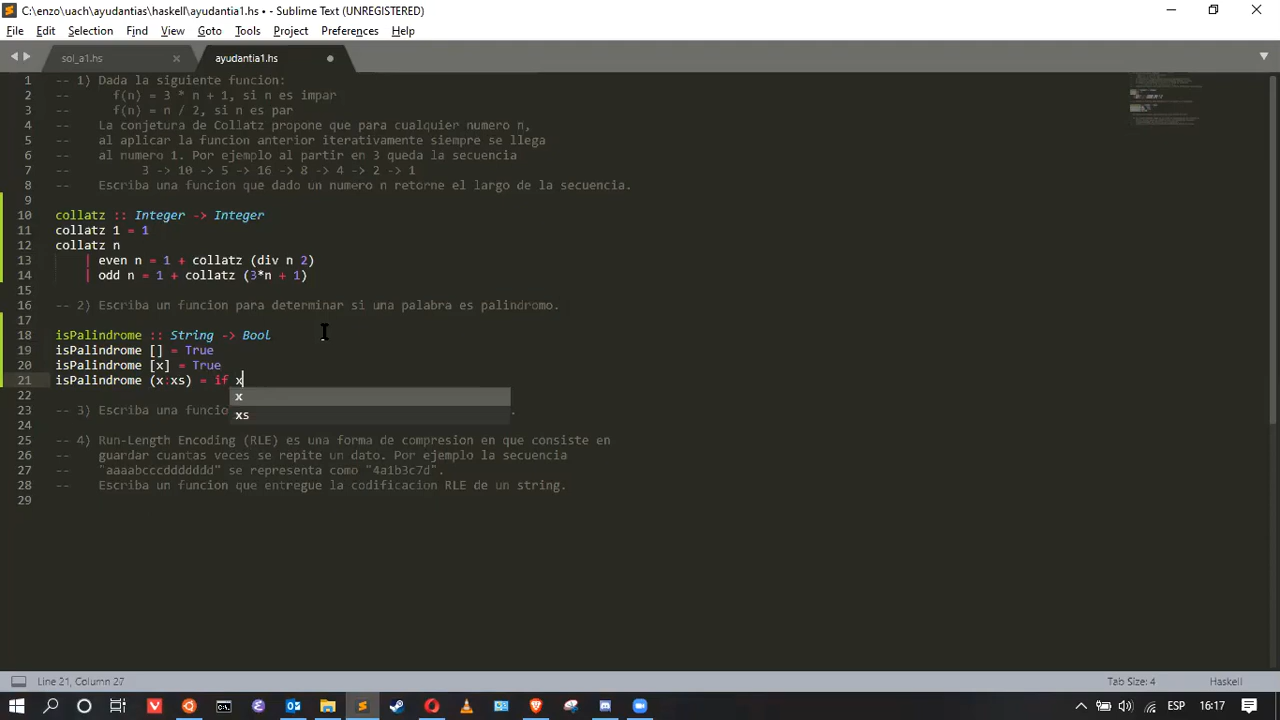 C:\enzo\uach\ayudantias\haskell\ayudantia1.hs • - Sublime Text (UNREGISTERED)
File Edit Selection Find View Goto Tools Project Preferences Help
sol_a1.hs ayudantia1.hs
1 -- 1) Dada la siguiente funcion:
2 -- f(n) = 3 * n + 1, si n es impar
3 -- f(n) = n / 2, si n es par
4 -- La conjetura de Collatz propone que para cualquier numero n,
5 -- al aplicar la funcion anterior iterativamente siempre se llega
6 -- al numero 1. Por ejemplo al partir en 3 queda la secuencia
7 -- 3 -> 10 -> 5 -> 16 -> 8 -> 4 -> 2 -> 1
8 -- Escriba una funcion que dado un numero n retorne el largo de la secuencia.
9
10 collatz :: Integer -> Integer
11 collatz 1 = 1
12 collatz n
13 | even n = 1 + collatz (div n 2)
14 | odd n = 1 + collatz (3*n + 1)
15
16 -- 2) Escriba un funcion para determinar si una palabra es palindromo.
17
18 isPalindrome :: String -> Bool
19 isPalindrome [] = True
20 isPalindrome [x] = True
21 isPalindrome (x:xs) = if x
22 x
23 -- 3) Escriba una funcio xs .
24
25 -- 4) Run-Length Encoding (RLE) es una forma de compresion en que consiste en
26 -- guardar cuantas veces se repite un dato. Por ejemplo la secuencia
27 -- "aaaabcccddddddd" se representa como "4a1b3c7d".
28 -- Escriba un funcion que entregue la codificacion RLE de un string.
29
Line 21, Column 27 Tab Size: 4 Haskell
ESP 16:17